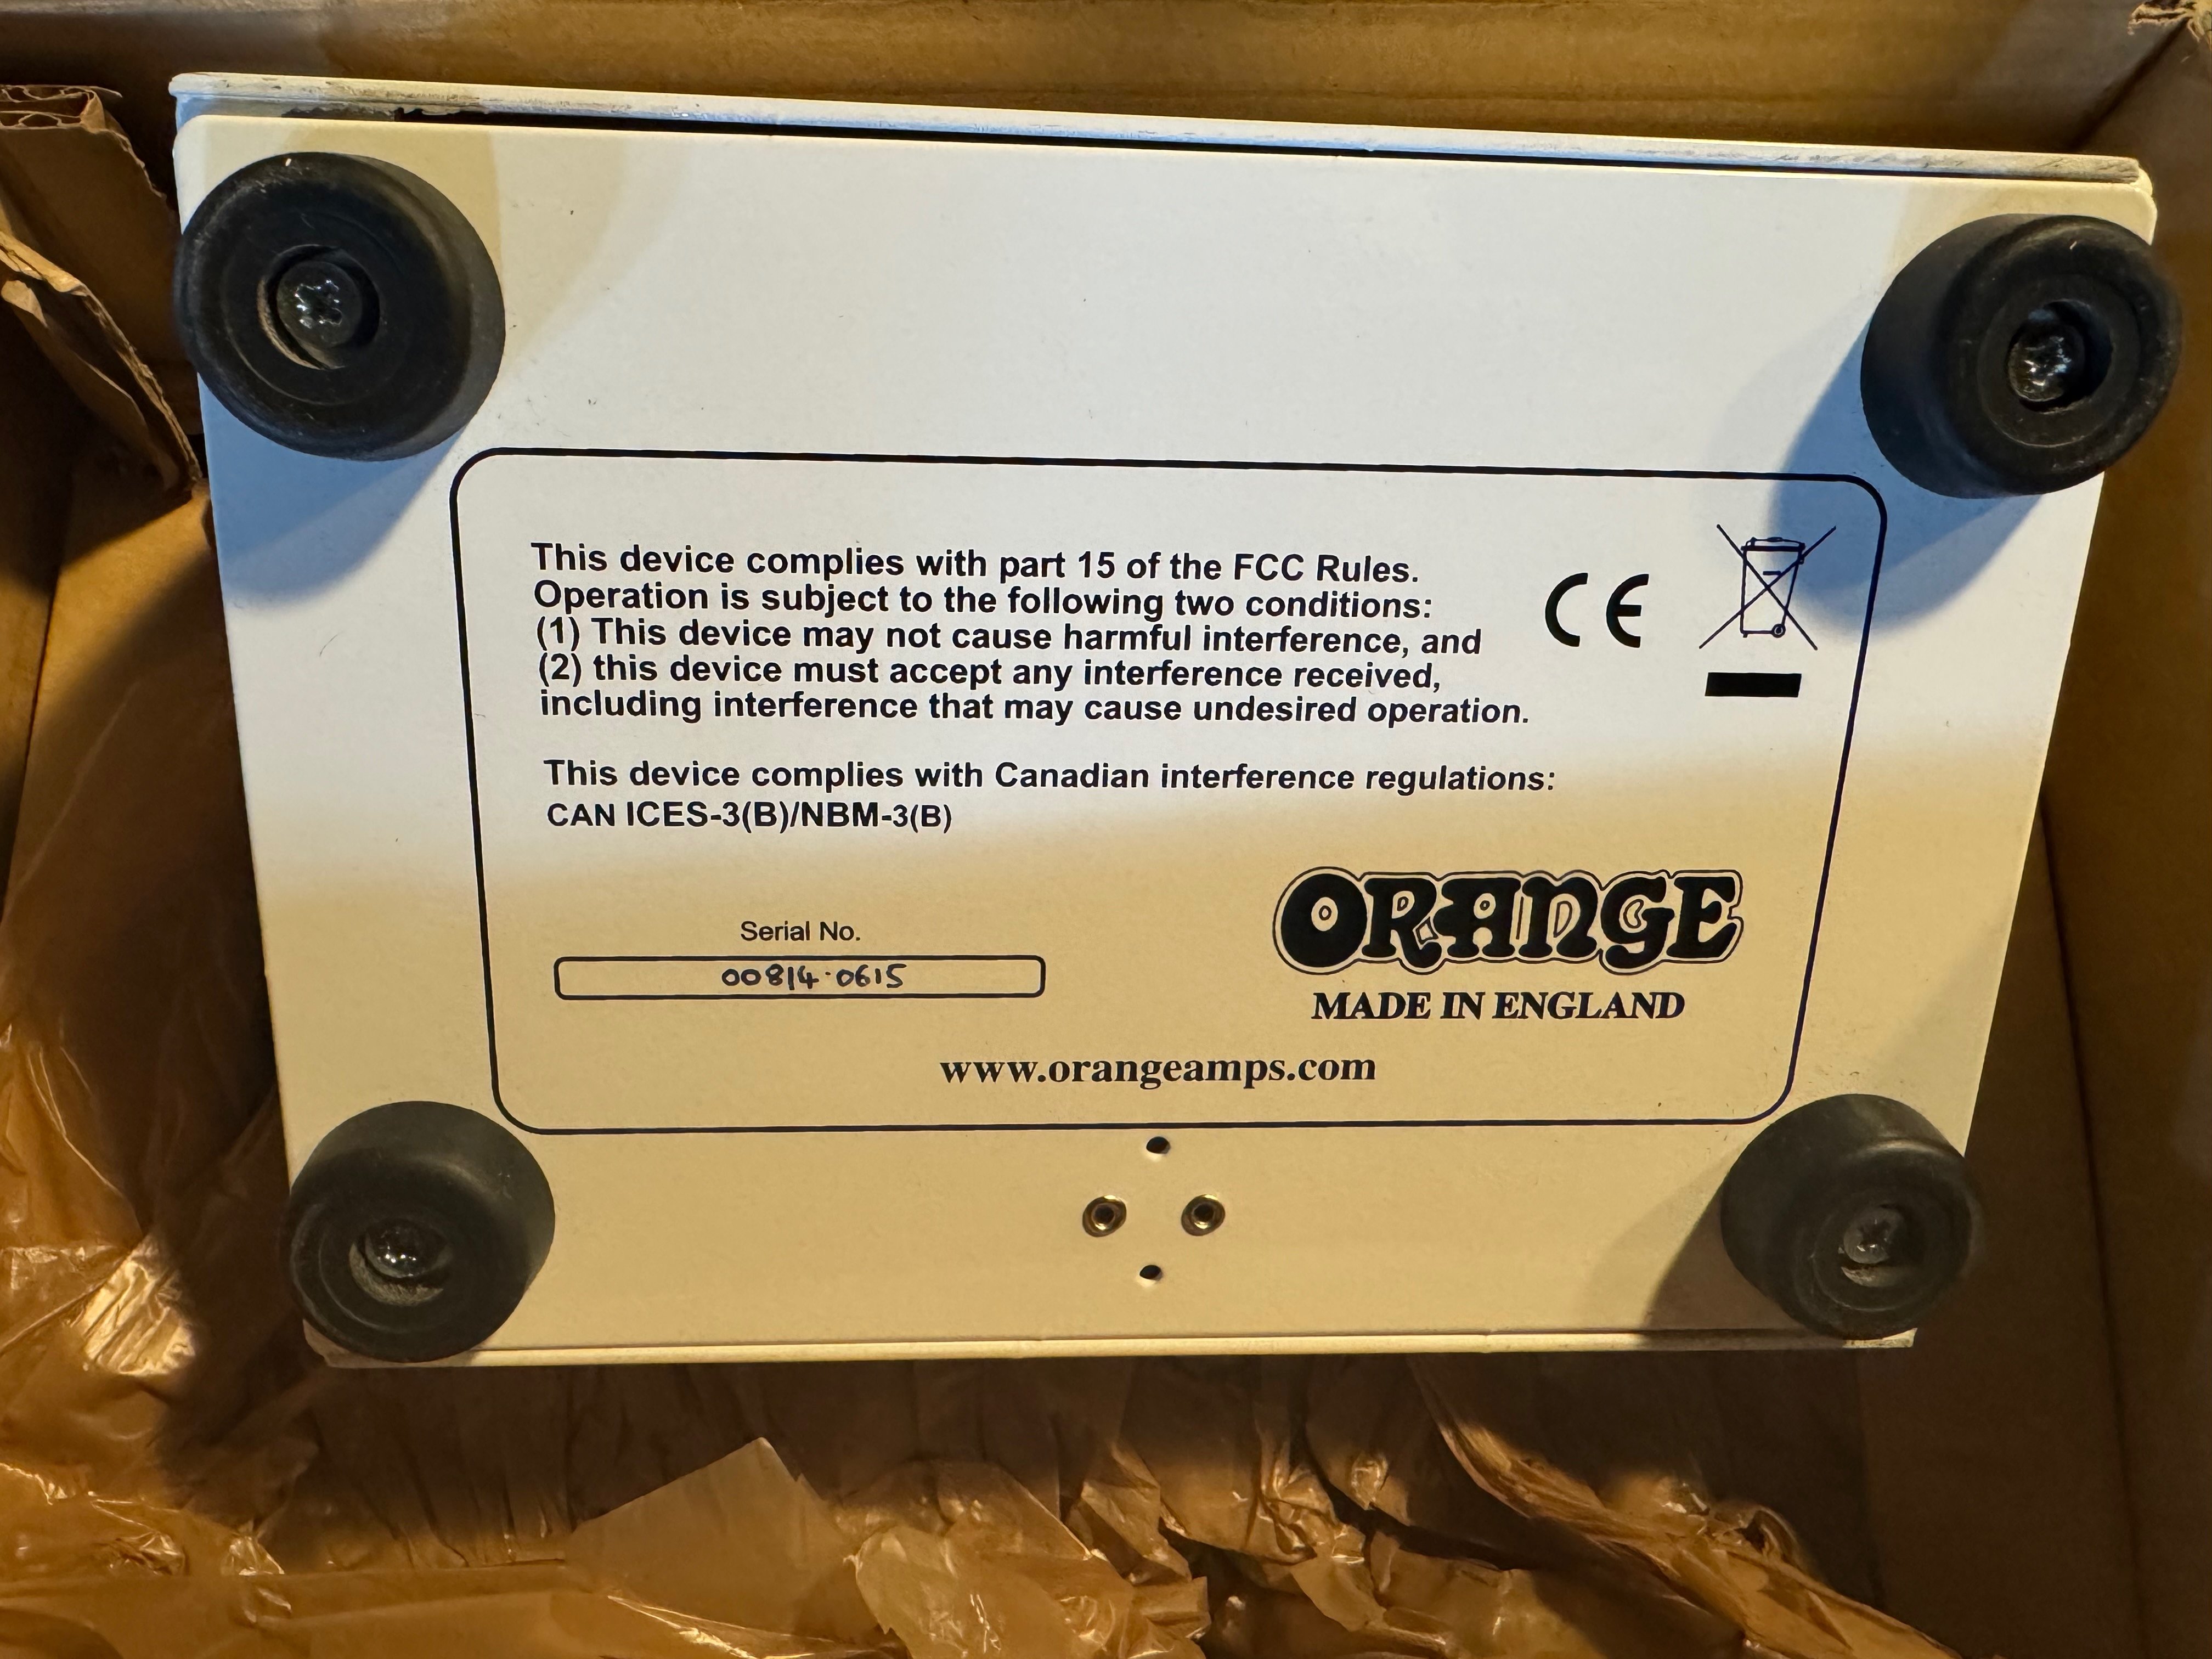 This device complies with part 15 of the FCC Rules.
Operation is subject to the following two conditions:
(1) This device may not cause harmful interference, and
(2) this device must accept any interference received,
including interference that may cause undesired operation.
CE
This device complies with Canadian interference regulations:
CAN ICES-3(B)/NBM-3(B)
Serial No.
00814·0615
ORANGE
MADE IN ENGLAND
www.orangeamps.com